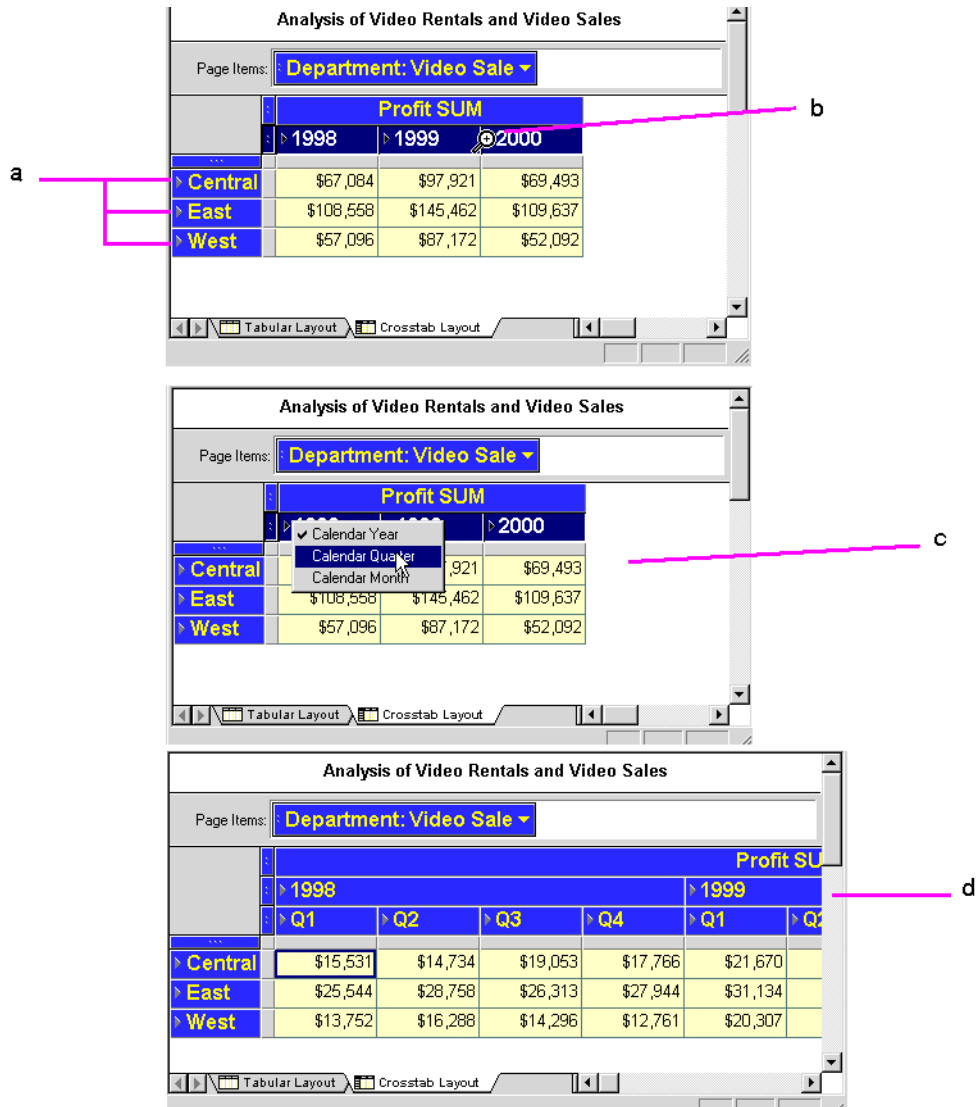 Analysis of Video Rentals and Video Sales
Page Items: Department: Video Sale
b
Profit SUM
1998 1999 2000
a
Central $67,084 $97,921 $69,493
East $108,558 $145,462 $109,637
West $57,096 $87,172 $52,092
Tabular Layout Crosstab Layout
Analysis of Video Rentals and Video Sales
Page Items: Department: Video Sale
Profit SUM
2000
Calendar Year
Calendar Quarter
Calendar Month
c
Central ,921 $69,493
East $108,558 $145,462 $109,637
West $57,096 $87,172 $52,092
Tabular Layout Crosstab Layout
Analysis of Video Rentals and Video Sales
Page Items: Department: Video Sale
Profit SU
1998 1999
d
Q1 Q2 Q3 Q4 Q1 Q2
Central $15,531 $14,734 $19,053 $17,766 $21,670
East $25,544 $28,758 $26,313 $27,944 $31,134
West $13,752 $16,288 $14,296 $12,761 $20,307
Tabular Layout Crosstab Layout